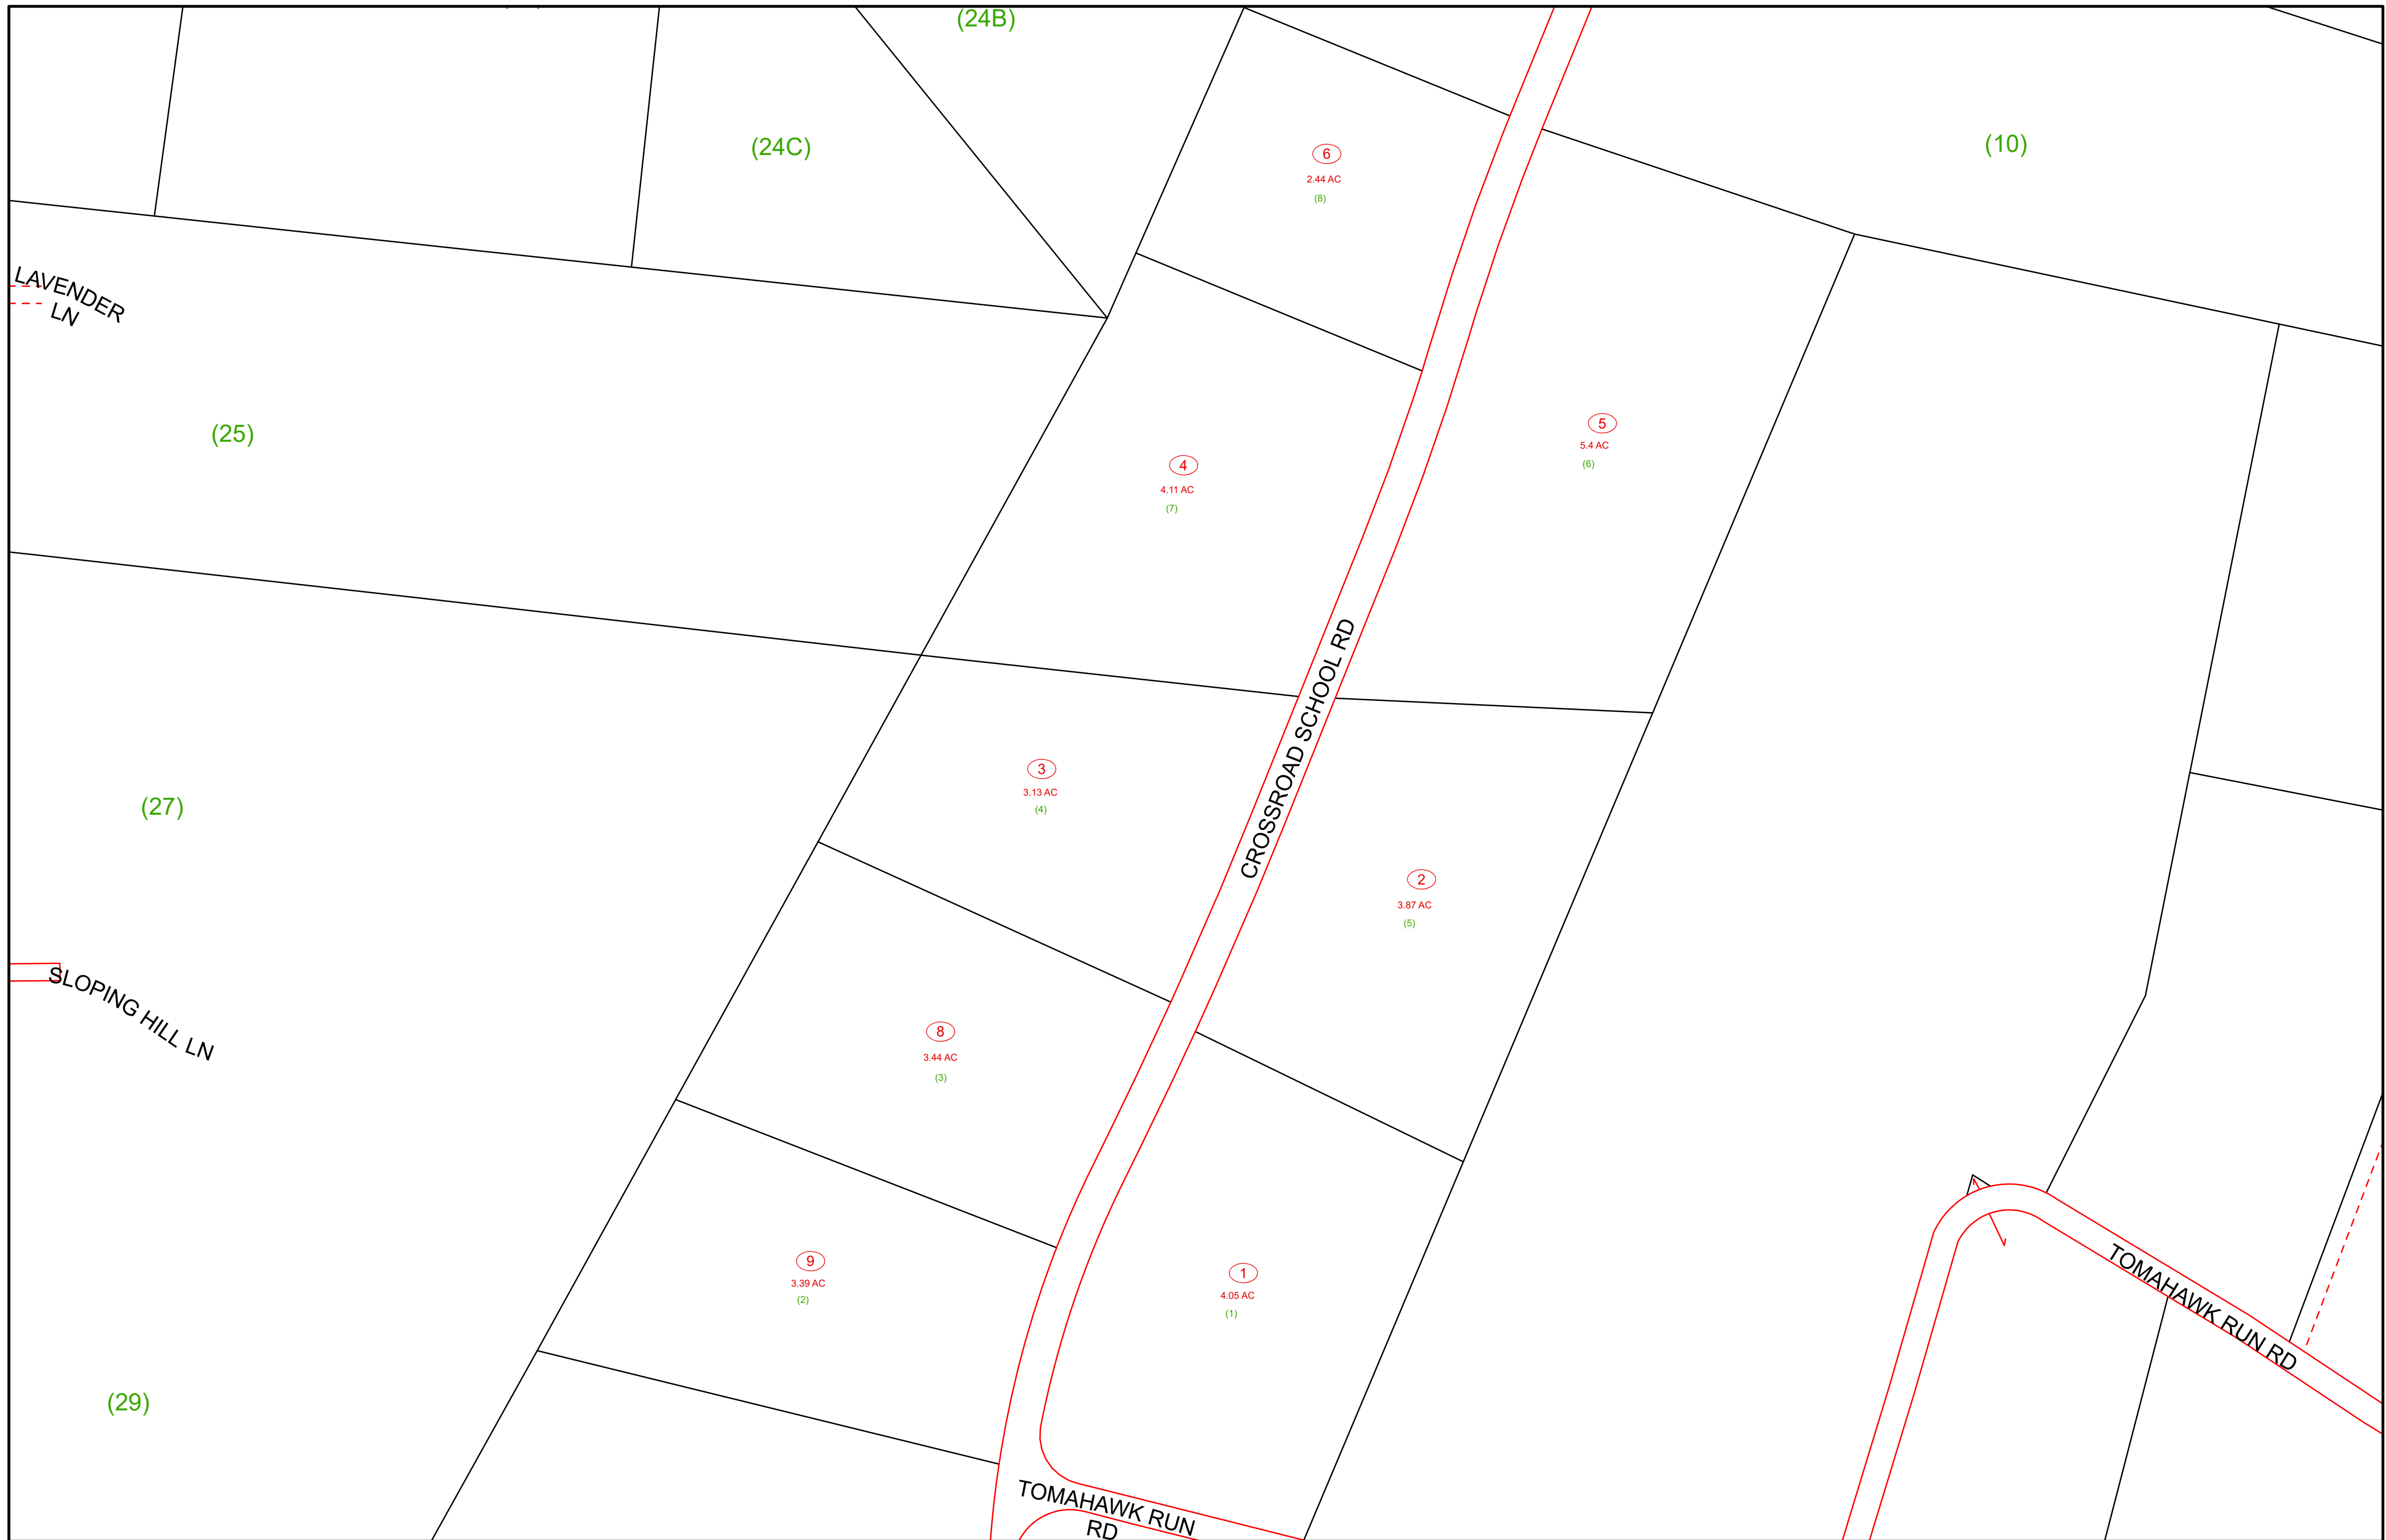 (24B)
(24C)
(10)
6
2.44 AC
(8)
LAVENDER
LN
(25)
5
5.4 AC
(6)
4
4.11 AC
(7)
CROSSROAD SCHOOL RD
3
3.13 AC
(4)
(27)
2
3.87 AC
(5)
SLOPING HILL LN
8
3.44 AC
(3)
9
3.39 AC
(2)
1
4.05 AC
(1)
TOMAHAWK RUN RD
(29)
TOMAHAWK RUN
RD